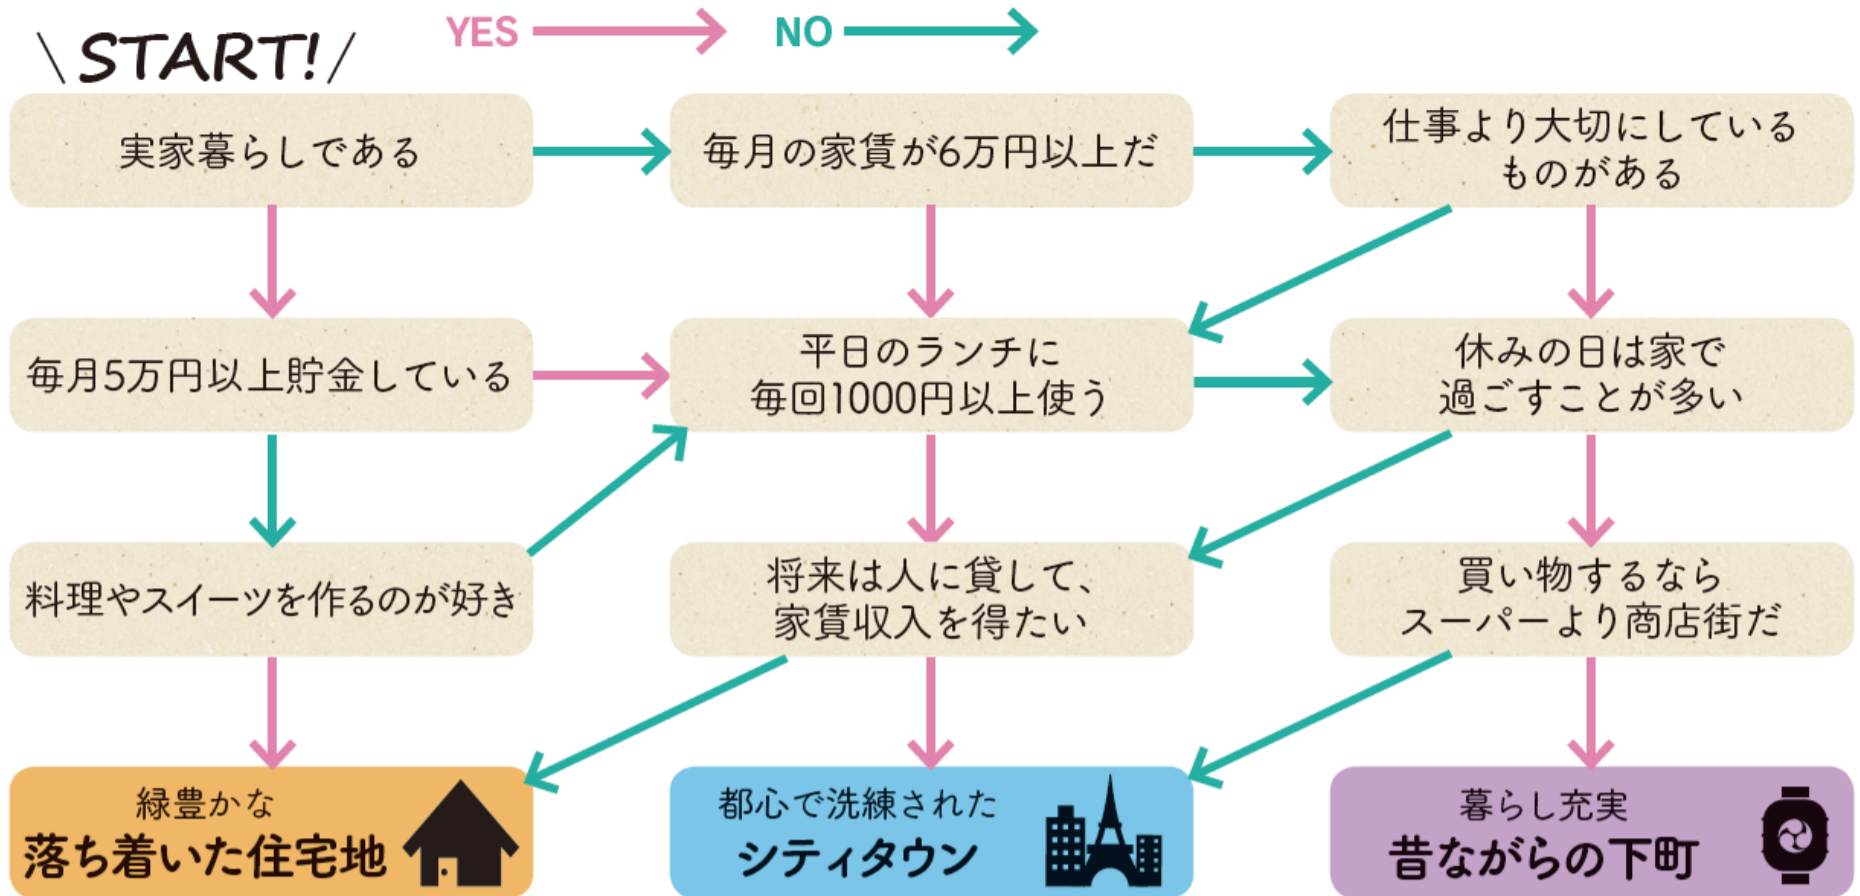 START!
YES
NO
実家暮らしである
毎月の家賃が6万円以上だ
仕事より大切にしている
ものがある
毎月5万円以上貯金している
平日のランチに
毎回1000円以上使う
休みの日は家で
過ごすことが多い
料理やスイーツを作るのが好き
将来は人に貸して、
家賃収入を得たい
買い物するなら
スーパーより商店街だ
緑豊かな
落ち着いた住宅地
都心で洗練された
シティタウン
暮らし充実
昔ながらの下町